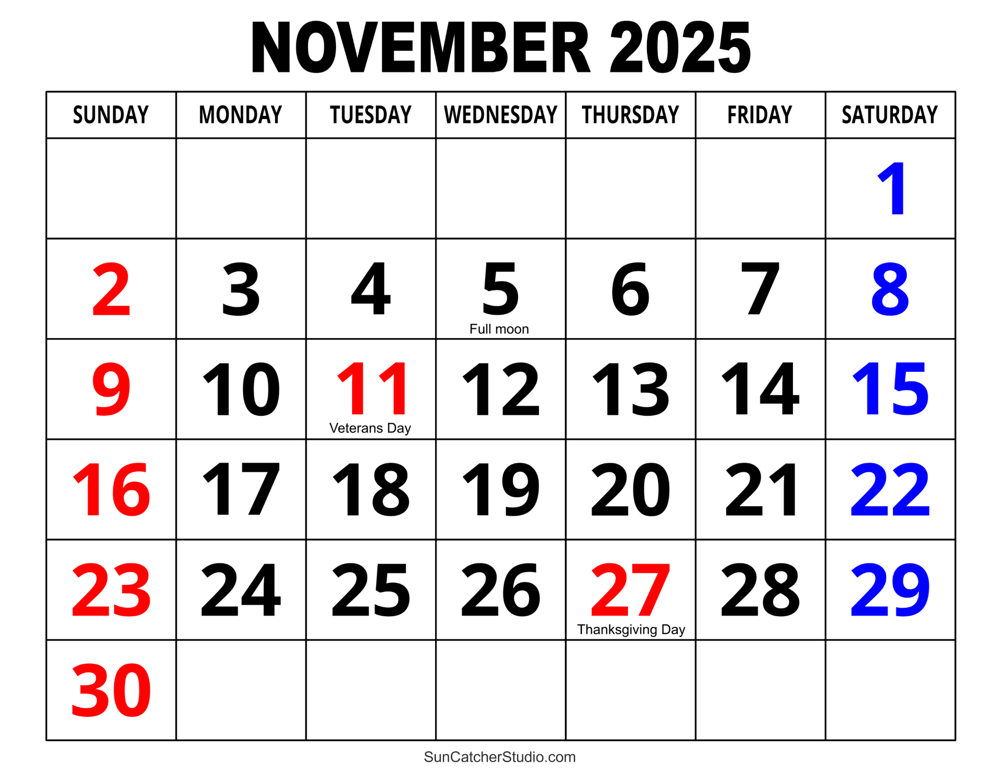 NOVEMBER 2025
SUNDAY MONDAY TUESDAY WEDNESDAY THURSDAY FRIDAY SATURDAY
1
2 3 4 5 6 7 8
Full moon
9 10 11 12 13 14 15
Veterans Day
16 17 18 19 20 21 22
23 24 25 26 27 28 29
Thanksgiving Day
30
SunCatcherStudio.com